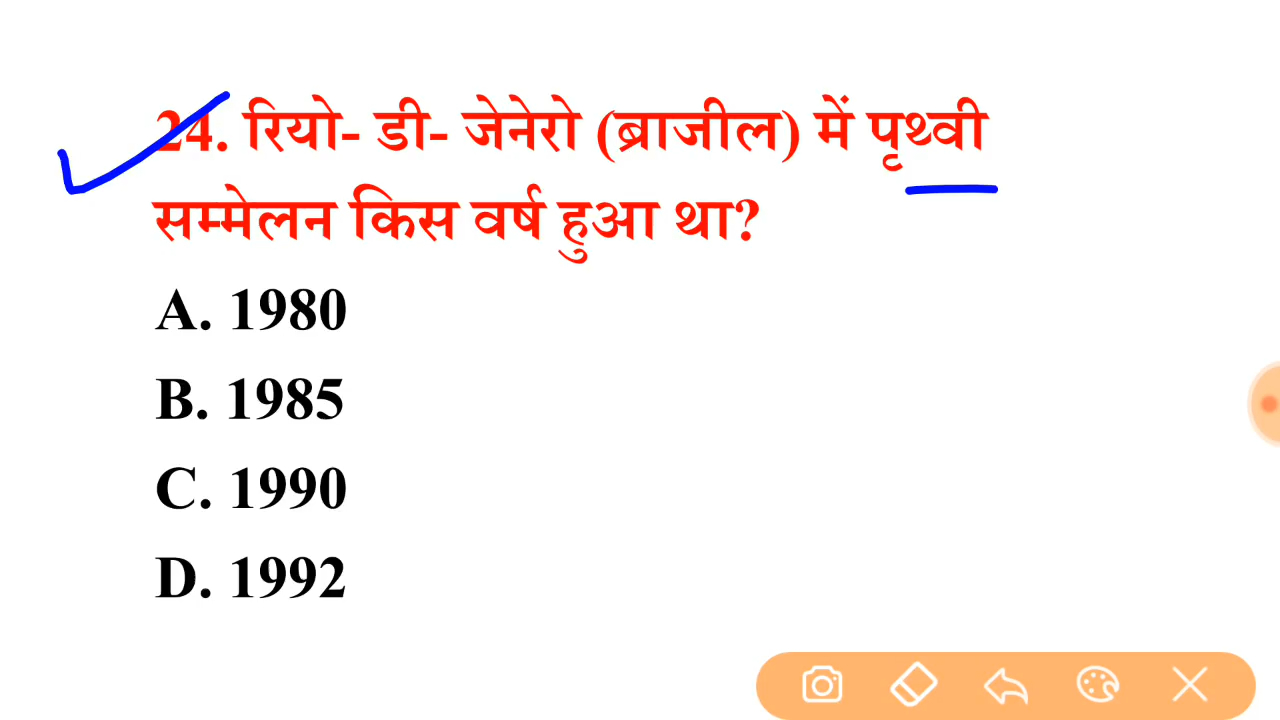 24. रियो- डी- जेनेरो (ब्राजील) में पृथ्वी
सम्मेलन किस वर्ष हुआ था?
A. 1980
B. 1985
C. 1990
D. 1992